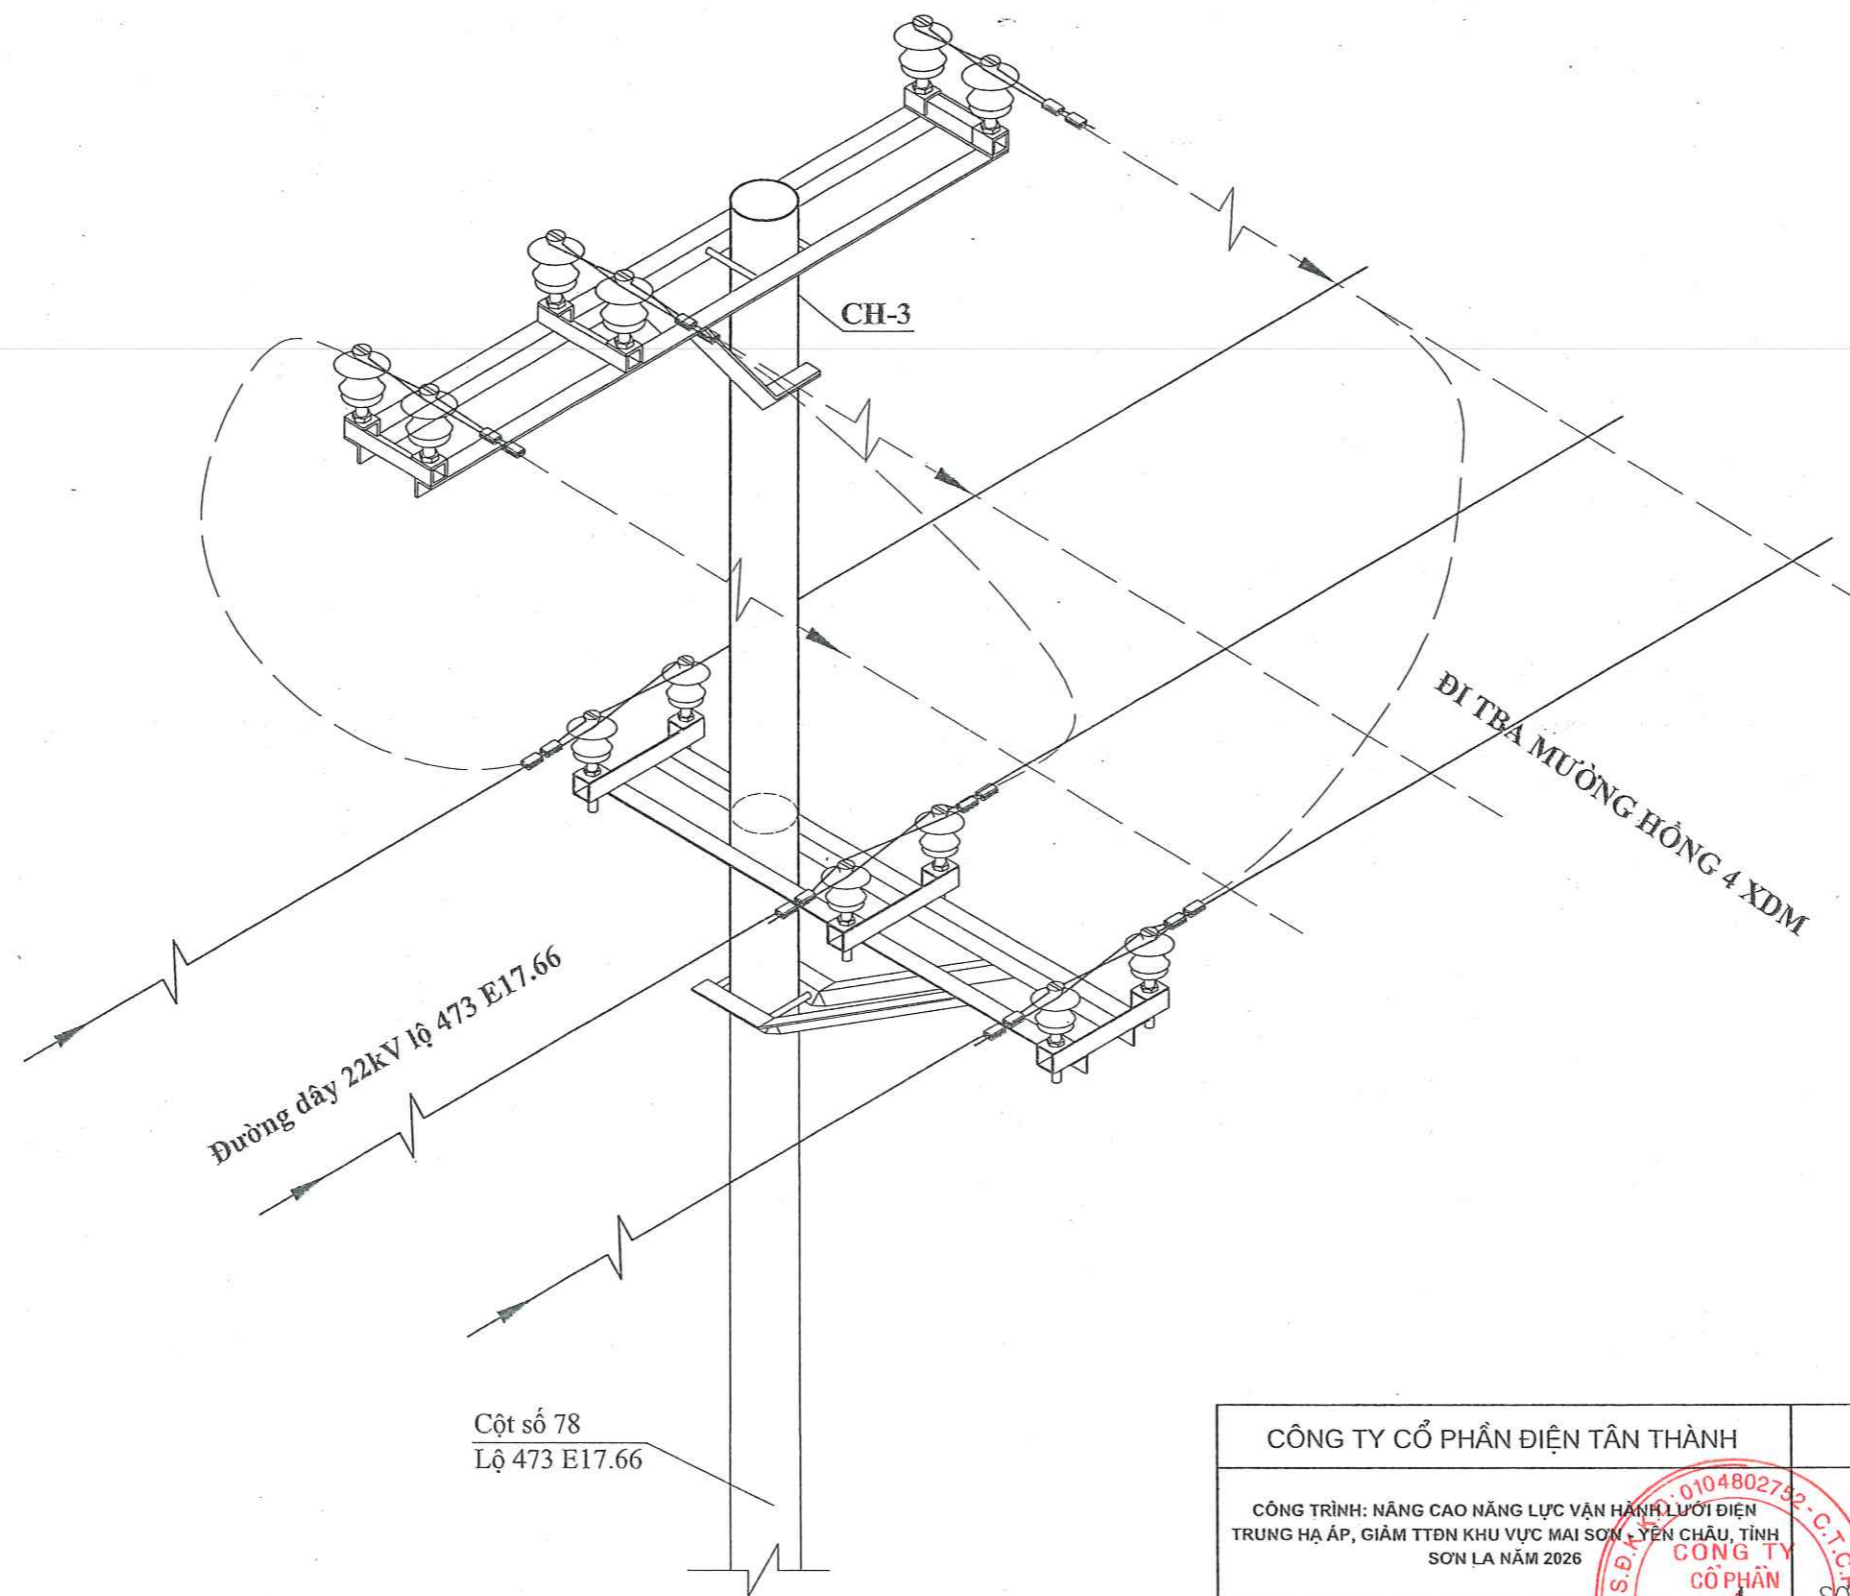 CH-3
ĐI TBA MƯỜNG HỒNG 4 XDM
Đường dây 22kV lộ 473 E17.66
Cột số 78
Lộ 473 E17.66
CÔNG TY CỔ PHẦN ĐIỆN TÂN THÀNH
CÔNG TRÌNH: NÂNG CAO NĂNG LỰC VẬN HÀNH LƯỚI ĐIỆN
TRUNG HẠ ÁP, GIẢM TTĐN KHU VỰC MAI SƠN - YÊN CHÂU, TỈNH
SƠN LA NĂM 2026
S.Đ.K.K.D: 0104802752 - C.T.C.P
CÔNG TY
CỔ PHẦN